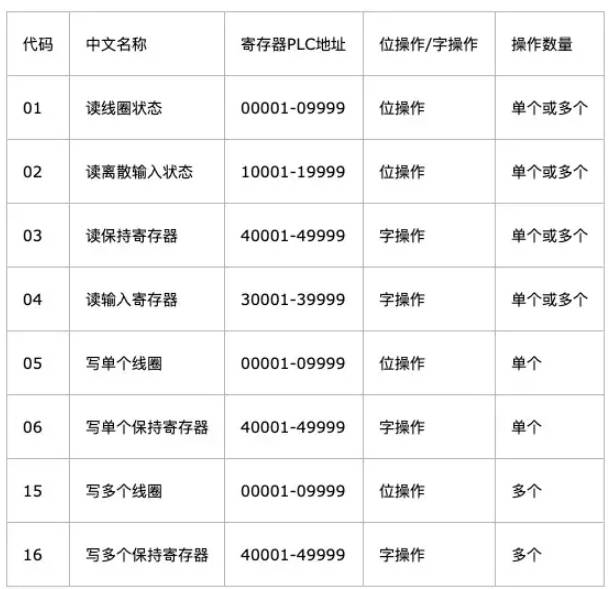 代码 中文名称 寄存器PLC地址 位操作/字操作 操作数量
01 读线圈状态 00001-09999 位操作 单个或多个
02 读离散输入状态 10001-19999 位操作 单个或多个
03 读保持寄存器 40001-49999 字操作 单个或多个
04 读输入寄存器 30001-39999 字操作 单个或多个
05 写单个线圈 00001-09999 位操作 单个
06 写单个保持寄存器 40001-49999 字操作 单个
15 写多个线圈 00001-09999 位操作 多个
16 写多个保持寄存器 40001-49999 字操作 多个